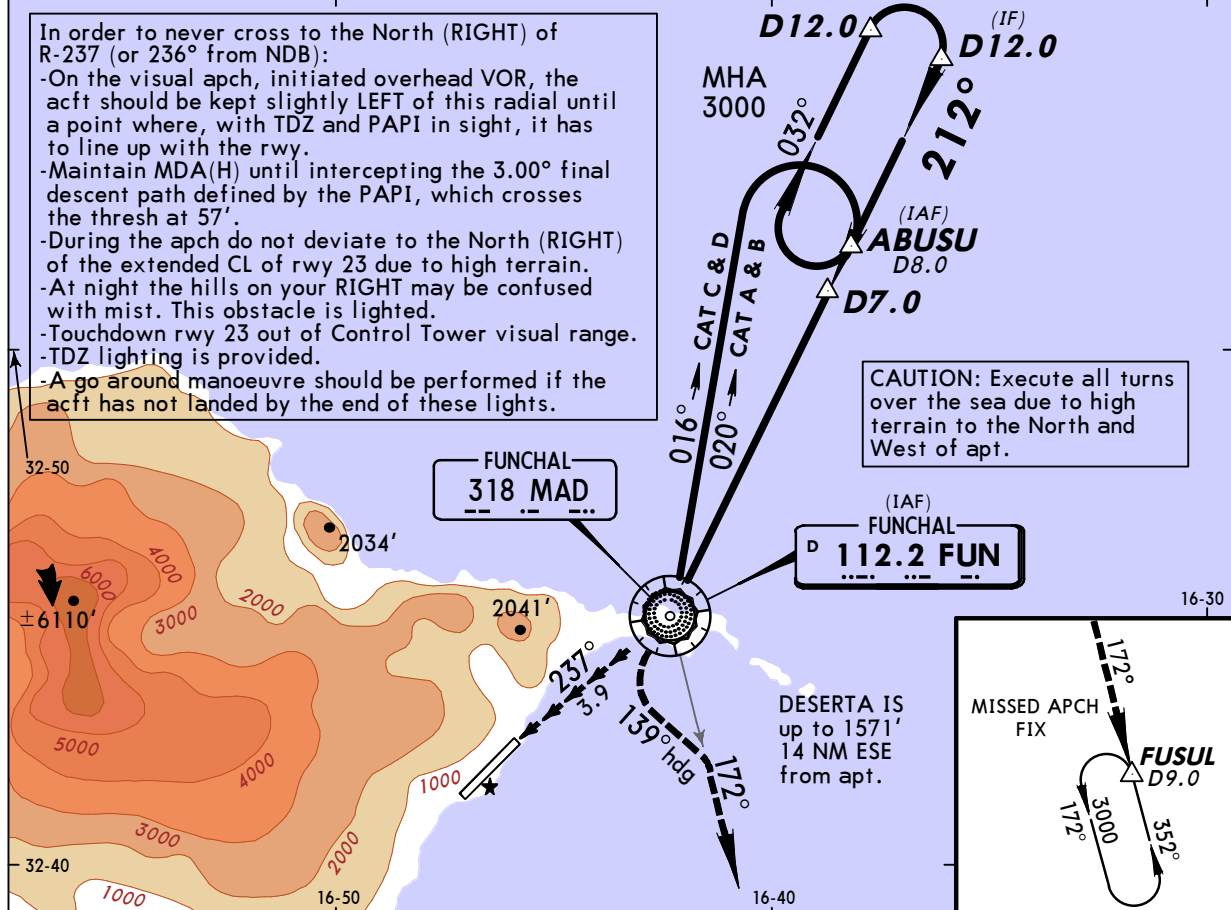 In order to never cross to the North (RIGHT) of
R-237 (or 236° from NDB):
-On the visual apch, initiated overhead VOR, the
acft should be kept slightly LEFT of this radial until
a point where, with TDZ and PAPI in sight, it has
to line up with the rwy.
-Maintain MDA(H) until intercepting the 3.00° final
descent path defined by the PAPI, which crosses
the thresh at 57'.
-During the apch do not deviate to the North (RIGHT)
of the extended CL of rwy 23 due to high terrain.
-At night the hills on your RIGHT may be confused
with mist. This obstacle is lighted.
-Touchdown rwy 23 out of Control Tower visual range.
-TDZ lighting is provided.
-A go around manoeuvre should be performed if the
acft has not landed by the end of these lights.
D12.0
(IF)
D12.0
MHA
3000
032°
212°
(IAF)
ABUSU
D8.0
D7.0
016° CAT C & D
020° CAT A & B
CAUTION: Execute all turns
over the sea due to high
terrain to the North and
West of apt.
32-50
FUNCHAL
318 MAD
(IAF)
FUNCHAL
D 112.2 FUN
2034'
4000
6000
2000
3000
±6110'
2041'
16-30
237°
3.9
139° hdg
172°
DESERTA IS
up to 1571'
14 NM ESE
from apt.
5000
4000
1000
3000
2000
1000
32-40
16-50
16-40
172°
MISSED APCH
FIX
FUSUL
D9.0
3000
172°
352°